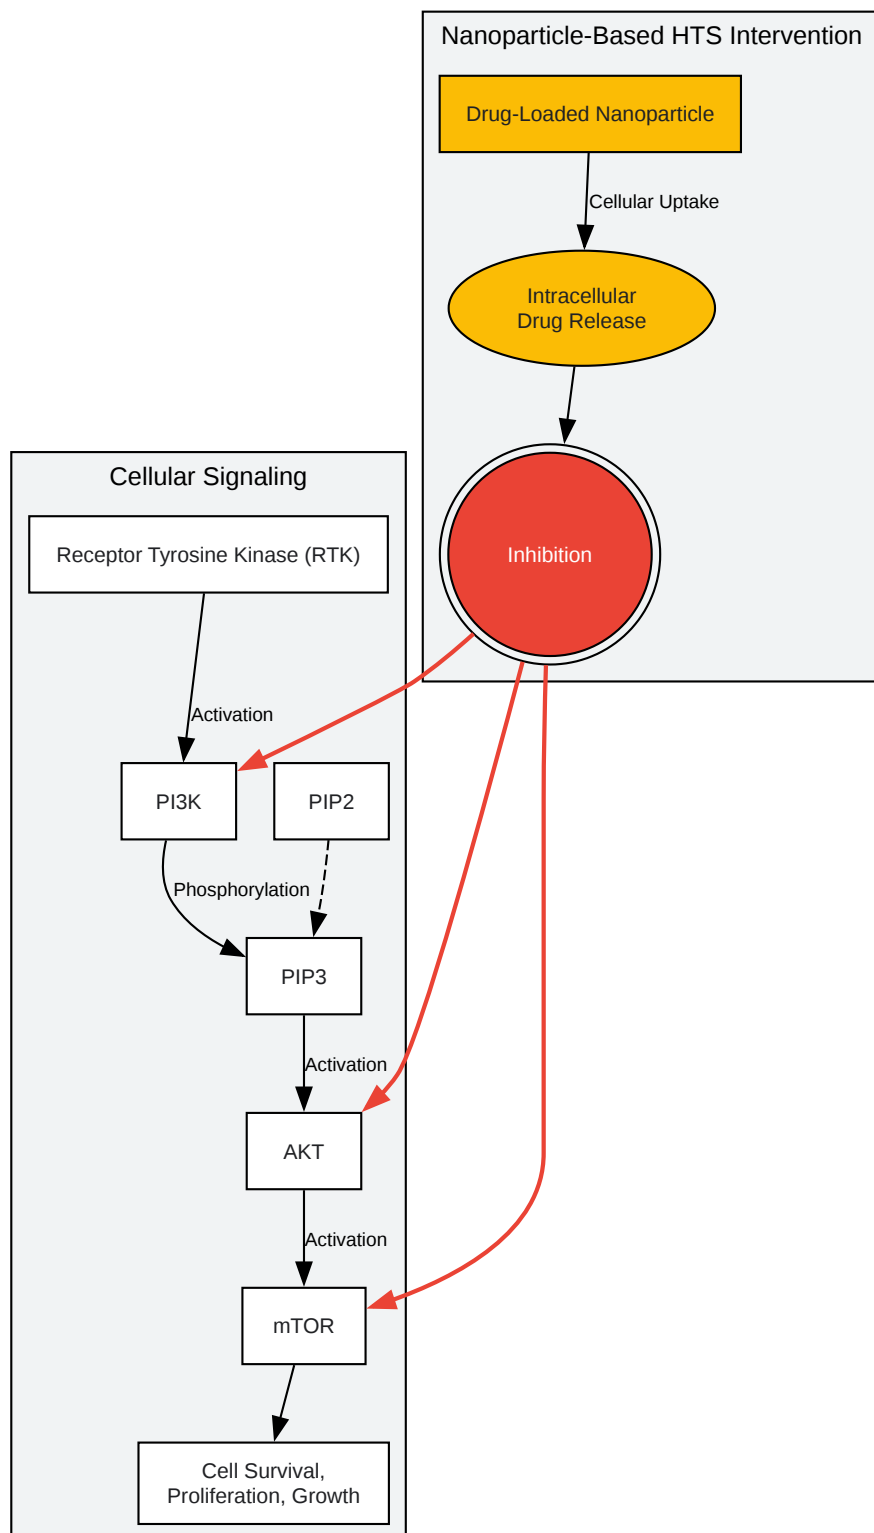 Nanoparticle-Based HTS Intervention
Drug-Loaded Nanoparticle
Cellular Uptake
Intracellular
Drug Release
Inhibition
Cellular Signaling
Receptor Tyrosine Kinase (RTK)
Activation
PI3K
PIP2
Phosphorylation
PIP3
Activation
AKT
Activation
mTOR
Cell Survival,
Proliferation, Growth